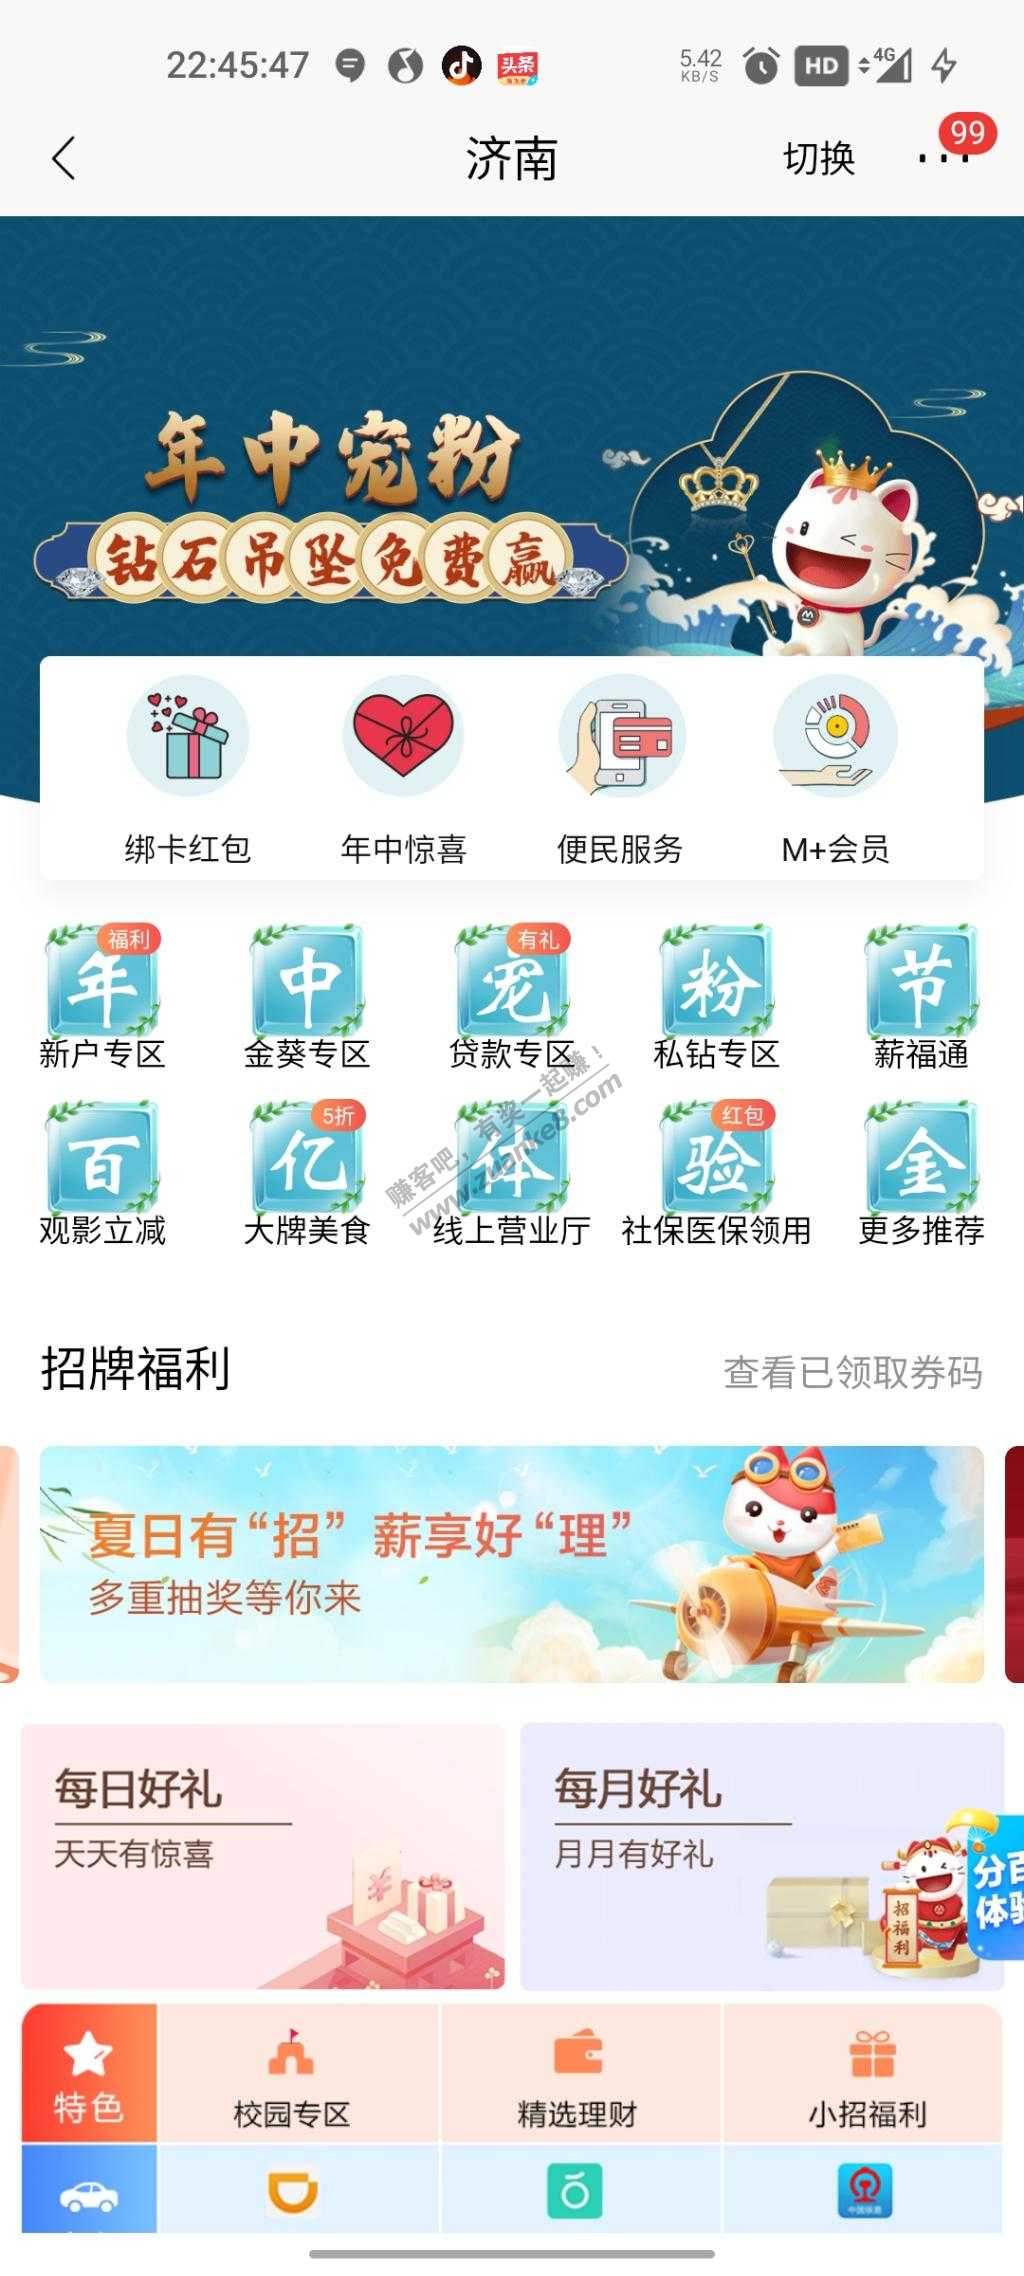 22:45:47
头条
5.42
KB/S
HD
4G
济南
切换
99
年中宠粉
钻石吊坠免费赢
绑卡红包
年中惊喜
便民服务
M+会员
福利
有礼
年
中
宠
粉
节
新户专区
金葵专区
贷款专区
私钻专区
薪福通
5折
红包
百
亿
体
验
金
观影立减
大牌美食
线上营业厅
社保医保领用
更多推荐
赚客吧，有奖一起赚！
www.zuanke8.com
招牌福利
查看已领取券码
夏日有“招” 薪享好“理”
多重抽奖等你来
每日好礼
天天有惊喜
每月好礼
月月有好礼
招福利
分百
体验
特色
校园专区
精选理财
小招福利